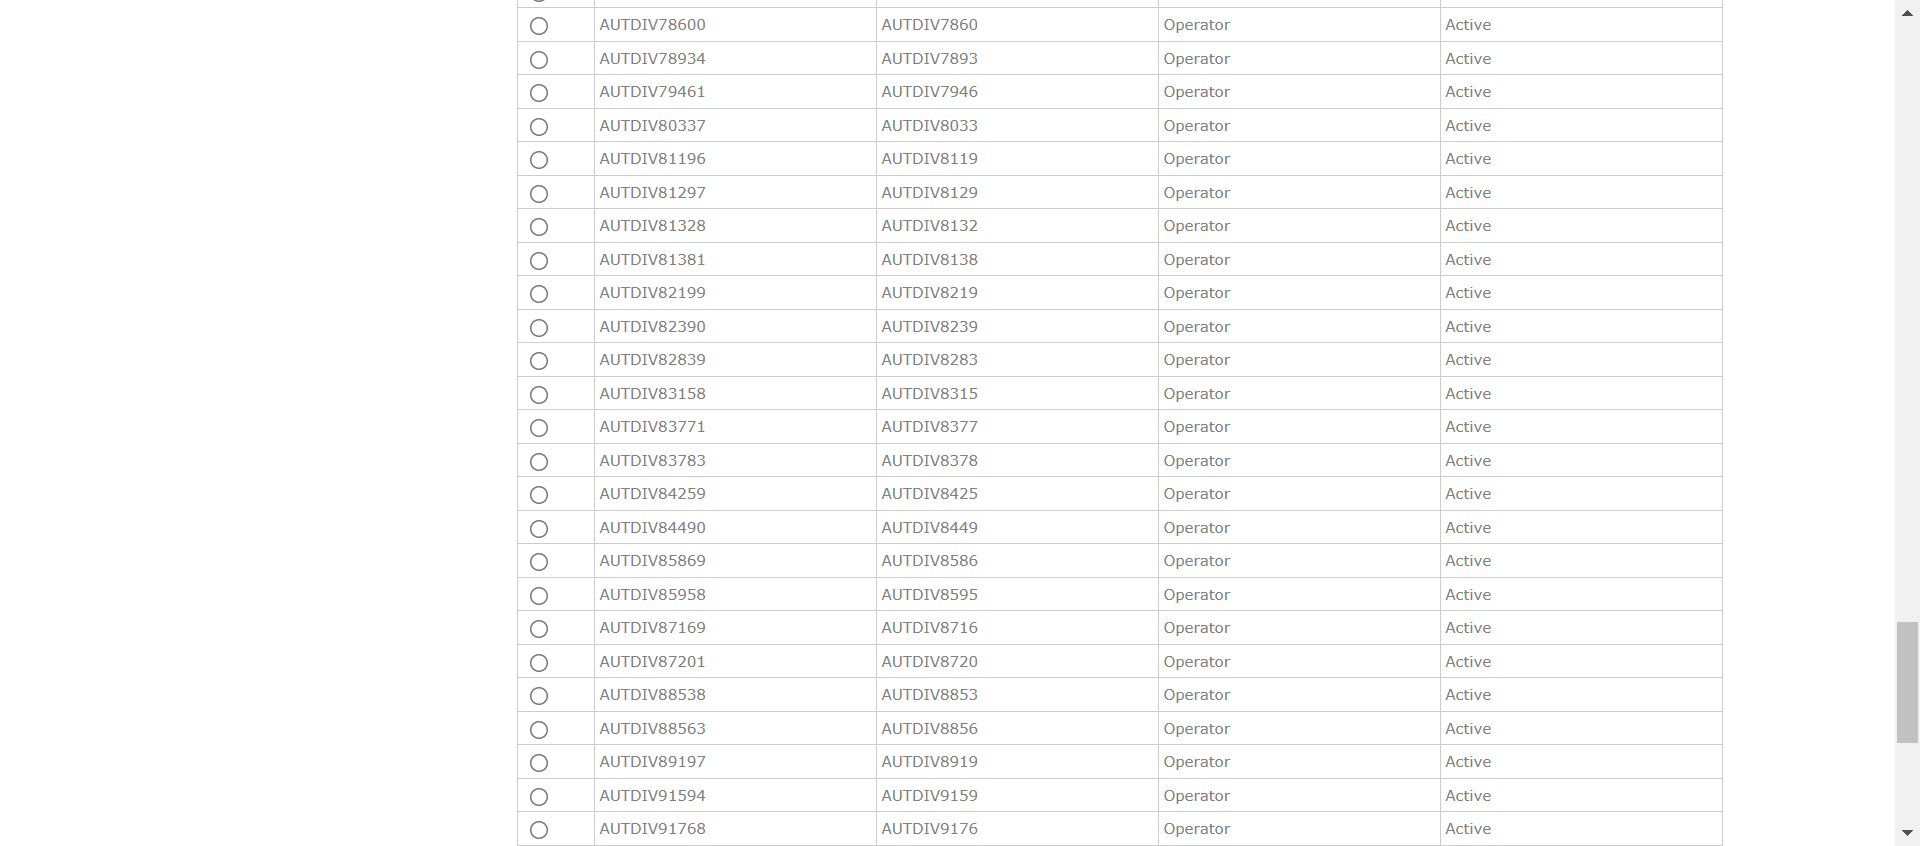 AUTDIV78600 AUTDIV7860 Operator Active
AUTDIV78934 AUTDIV7893 Operator Active
AUTDIV79461 AUTDIV7946 Operator Active
AUTDIV80337 AUTDIV8033 Operator Active
AUTDIV81196 AUTDIV8119 Operator Active
AUTDIV81297 AUTDIV8129 Operator Active
AUTDIV81328 AUTDIV8132 Operator Active
AUTDIV81381 AUTDIV8138 Operator Active
AUTDIV82199 AUTDIV8219 Operator Active
AUTDIV82390 AUTDIV8239 Operator Active
AUTDIV82839 AUTDIV8283 Operator Active
AUTDIV83158 AUTDIV8315 Operator Active
AUTDIV83771 AUTDIV8377 Operator Active
AUTDIV83783 AUTDIV8378 Operator Active
AUTDIV84259 AUTDIV8425 Operator Active
AUTDIV84490 AUTDIV8449 Operator Active
AUTDIV85869 AUTDIV8586 Operator Active
AUTDIV85958 AUTDIV8595 Operator Active
AUTDIV87169 AUTDIV8716 Operator Active
AUTDIV87201 AUTDIV8720 Operator Active
AUTDIV88538 AUTDIV8853 Operator Active
AUTDIV88563 AUTDIV8856 Operator Active
AUTDIV89197 AUTDIV8919 Operator Active
AUTDIV91594 AUTDIV9159 Operator Active
AUTDIV91768 AUTDIV9176 Operator Active